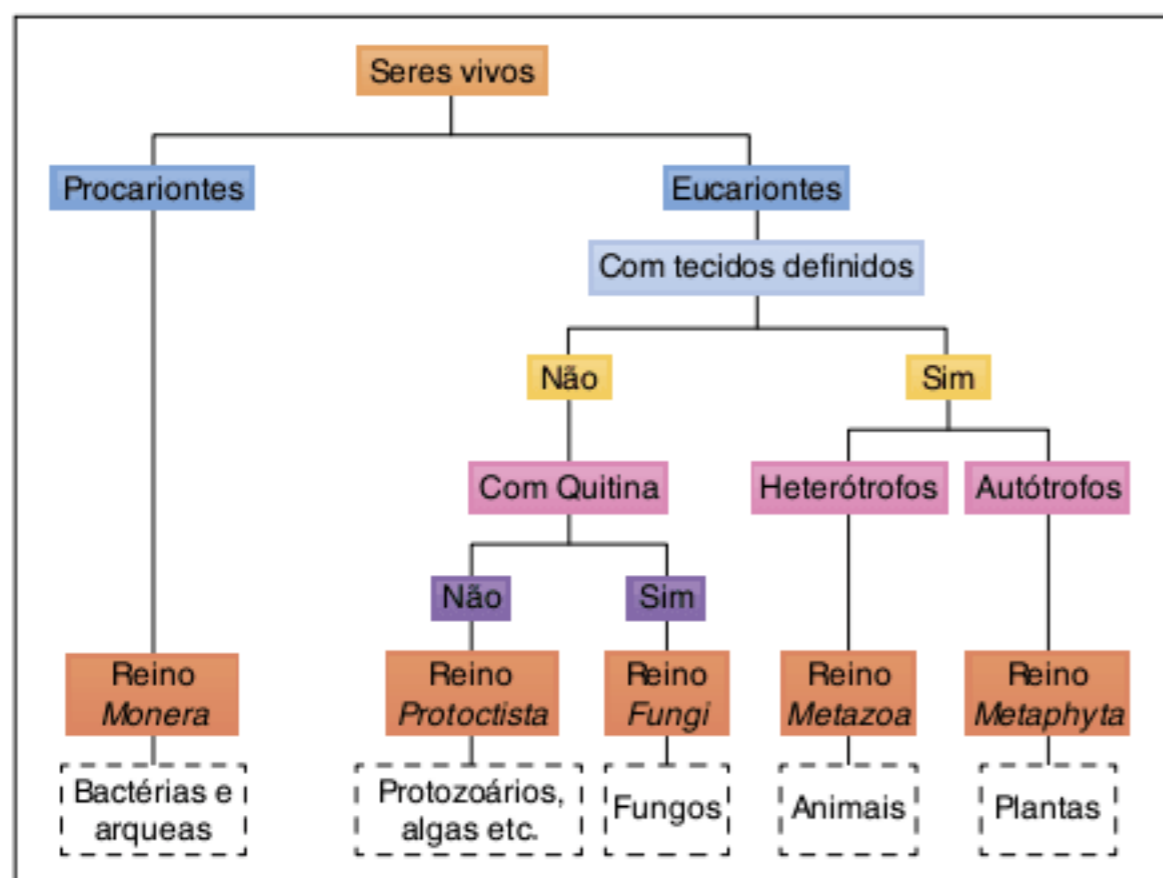 Seres vivos
Procariontes
Eucariontes
Com tecidos definidos
Não
Sim
Com Quitina
Heterótrofos
Autótrofos
Não
Sim
Reino
Monera
Reino
Protoctista
Reino
Fungi
Reino
Metazoa
Reino
Metaphyta
Bactérias e
arqueas
Protozoários,
algas etc.
Fungos
Animais
Plantas